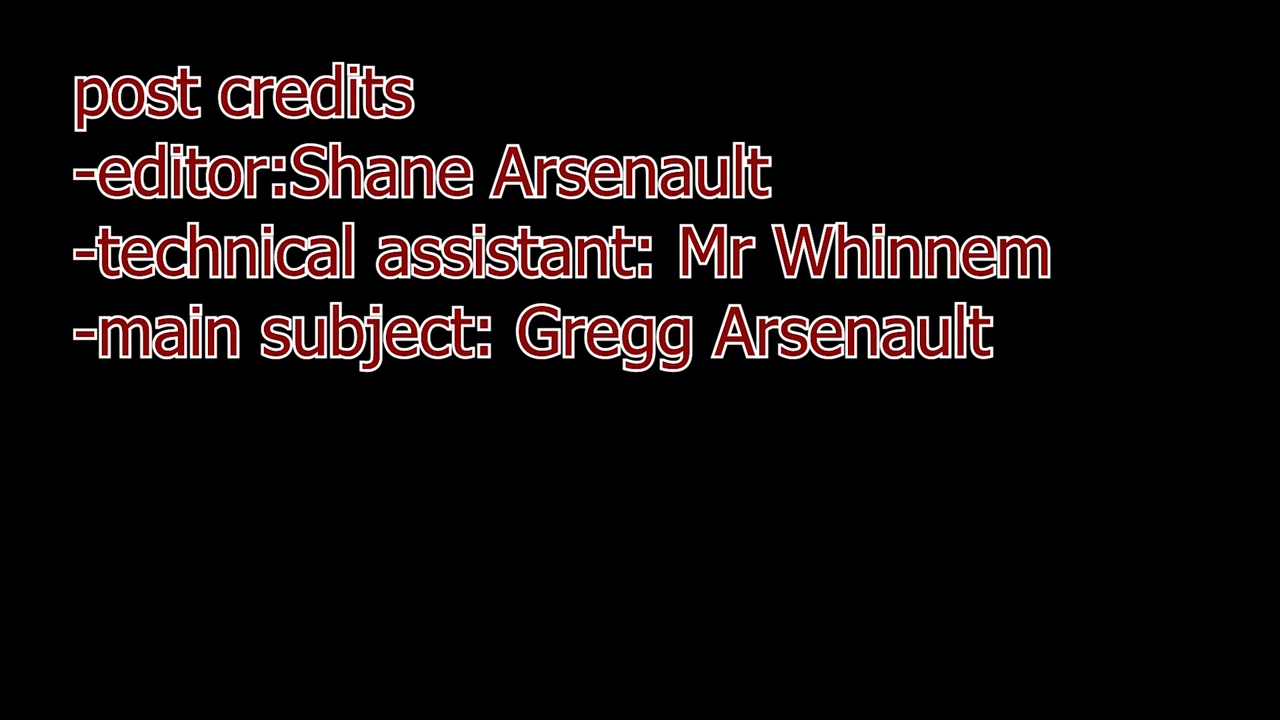 post credits
-editor:Shane Arsenault
-technical assistant: Mr Whinnem
-main subject: Gregg Arsenault